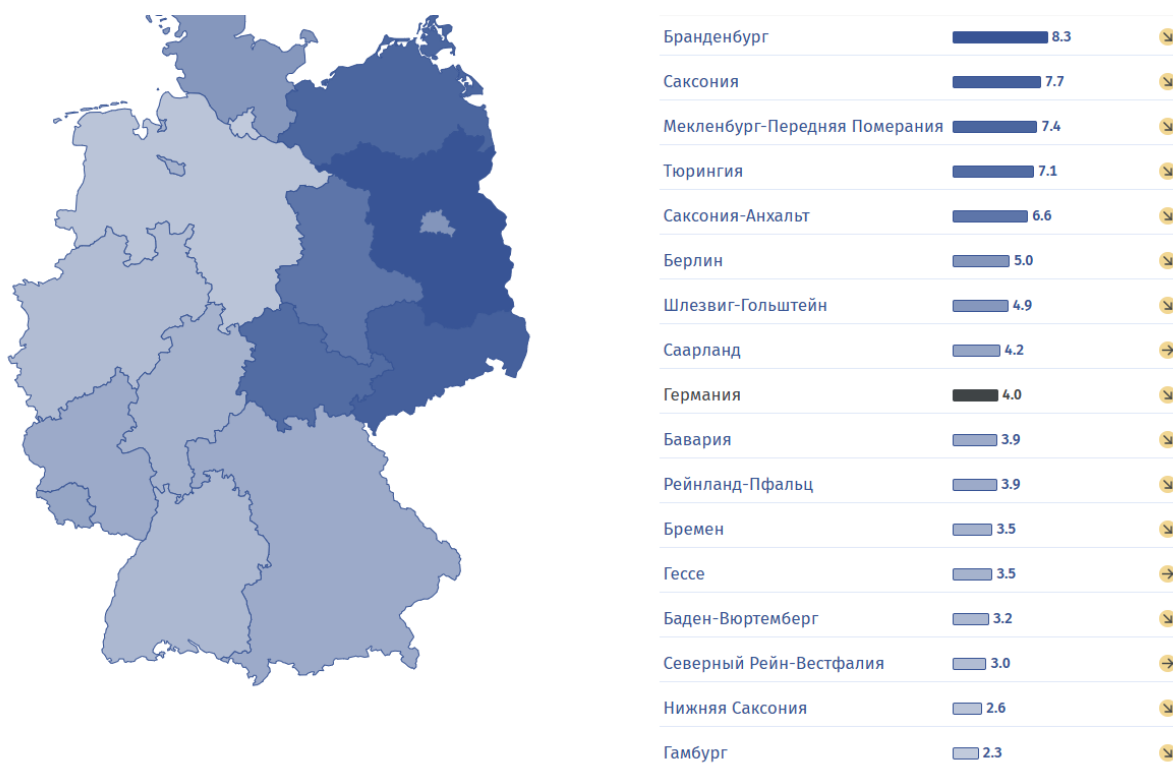 Бранденбург 8.3
Саксония 7.7
Мекленбург-Передняя Померания 7.4
Тюрингия 7.1
Саксония-Анхальт 6.6
Берлин 5.0
Шлезвиг-Гольштейн 4.9
Саарланд 4.2
Германия 4.0
Бавария 3.9
Рейнланд-Пфальц 3.9
Бремен 3.5
Гессе 3.5
Баден-Вюртемберг 3.2
Северный Рейн-Вестфалия 3.0
Нижняя Саксония 2.6
Гамбург 2.3